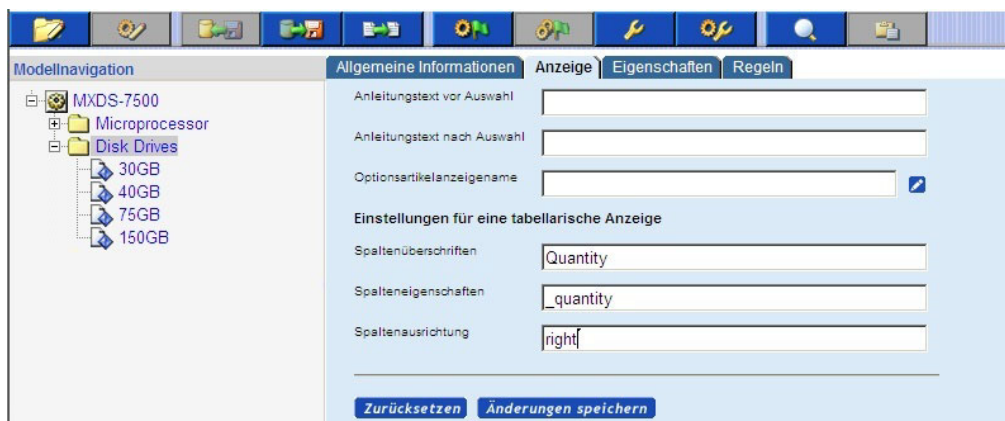 Modellnavigation
MXDS-7500
Microprocessor
Disk Drives
30GB
40GB
75GB
150GB
Allgemeine Informationen Anzeige Eigenschaften Regeln
Anleitungstext vor Auswahl
Anleitungstext nach Auswahl
Optionsartikelanzeigename
Einstellungen für eine tabellarische Anzeige
Spaltenüberschriften Quantity
Spalteneigenschaften _quantity
Spaltenausrichtung right
Zurücksetzen Änderungen speichern